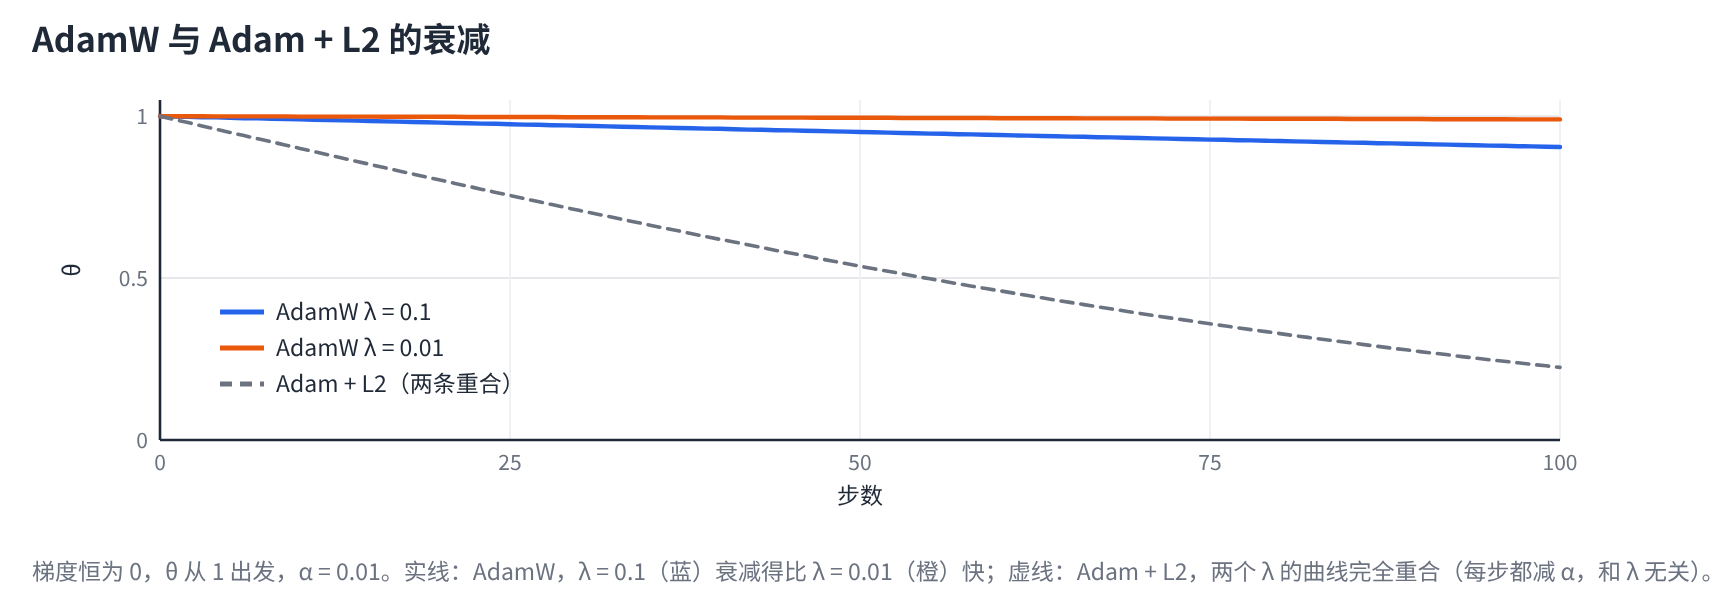 AdamW 与 Adam + L2 的衰减
1
0.5
0
θ
AdamW λ = 0.1
AdamW λ = 0.01
Adam + L2（两条重合）
0 25 50 75 100
步数
梯度恒为 0，θ 从 1 出发，α = 0.01。实线：AdamW，λ = 0.1（蓝）衰减得比 λ = 0.01（橙）快；虚线：Adam + L2，两个 λ 的曲线完全重合（每步都减 α，和 λ 无关）。